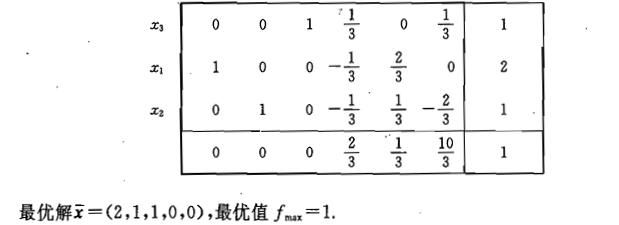 x₃ 0 0 1 1/3 0 1/3 1
x₁ 1 0 0 -1/3 2/3 0 2
x₂ 0 1 0 -1/3 1/3 -2/3 1
0 0 0 2/3 1/3 10/3 1
最优解x̄=(2,1,1,0,0),最优值 fmax=1.